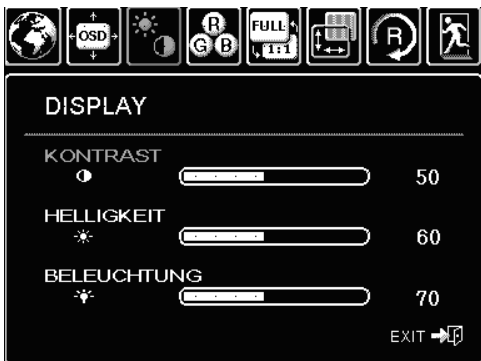 OSD
R
G B
FULL
1:1
R
DISPLAY
KONTRAST
50
HELLIGKEIT
60
BELEUCHTUNG
70
EXIT